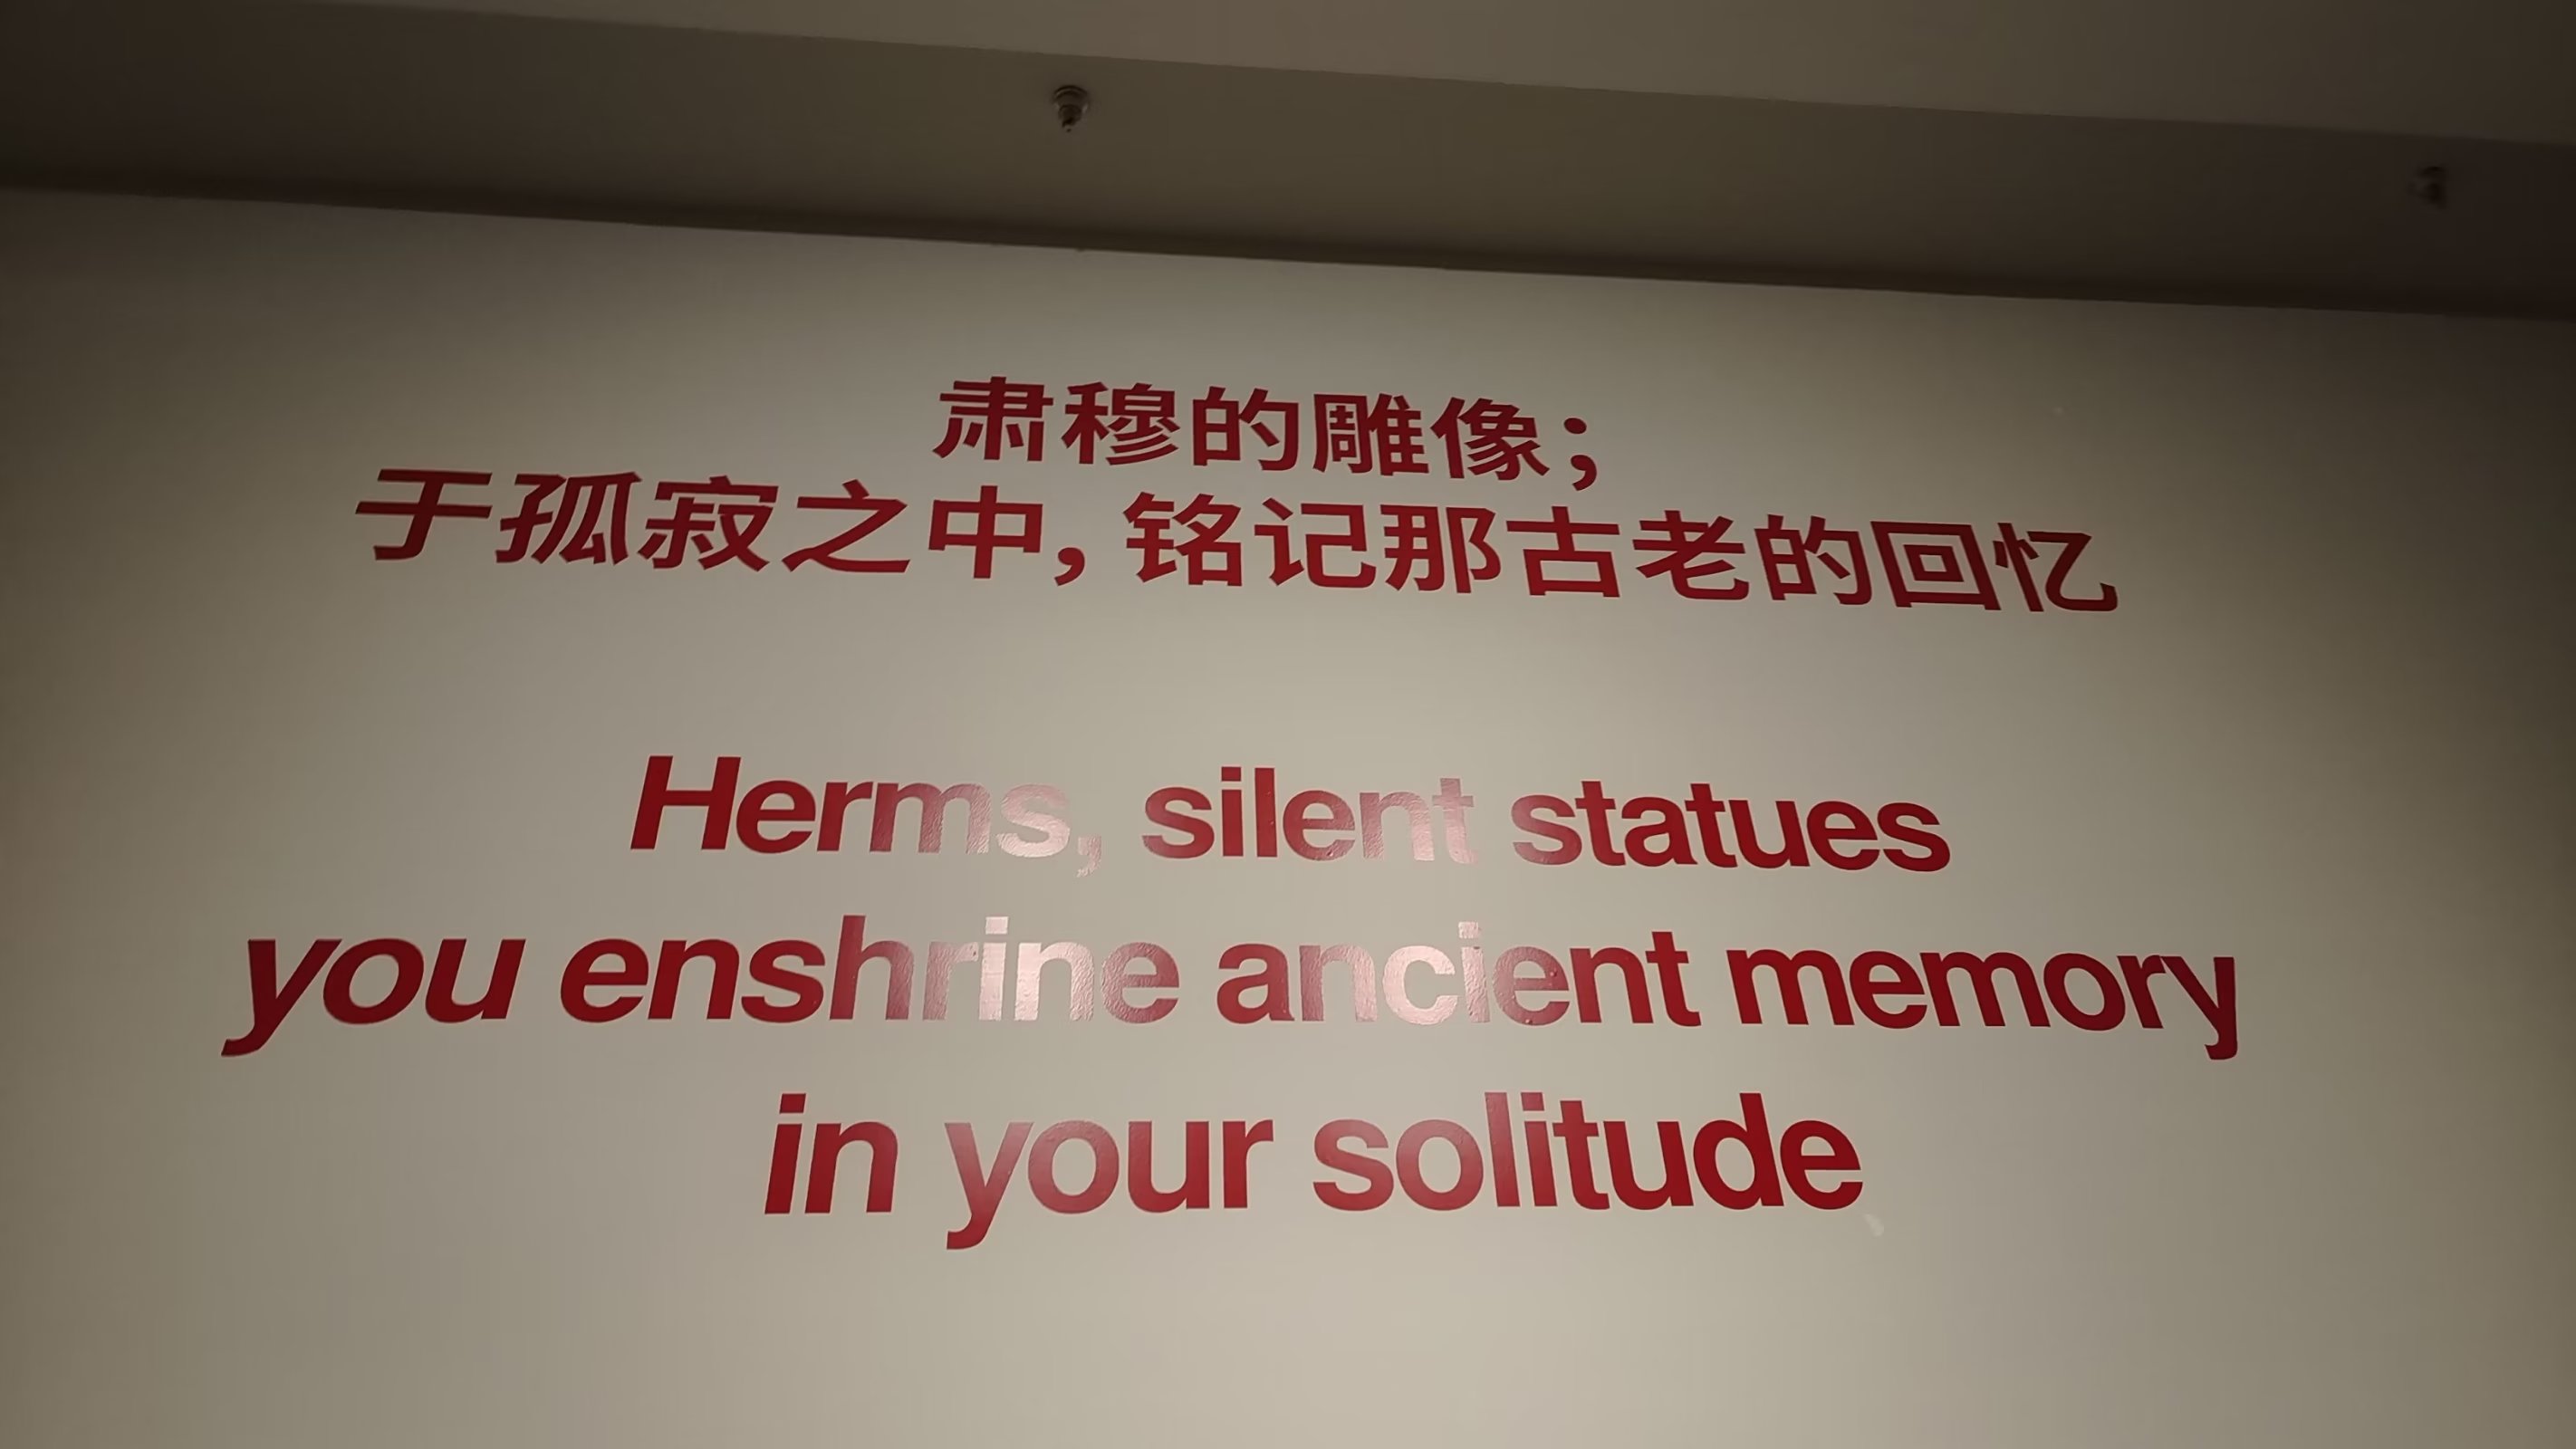 肃穆的雕像；
于孤寂之中，铭记那古老的回忆
Herms, silent statues
you enshrine ancient memory
in your solitude